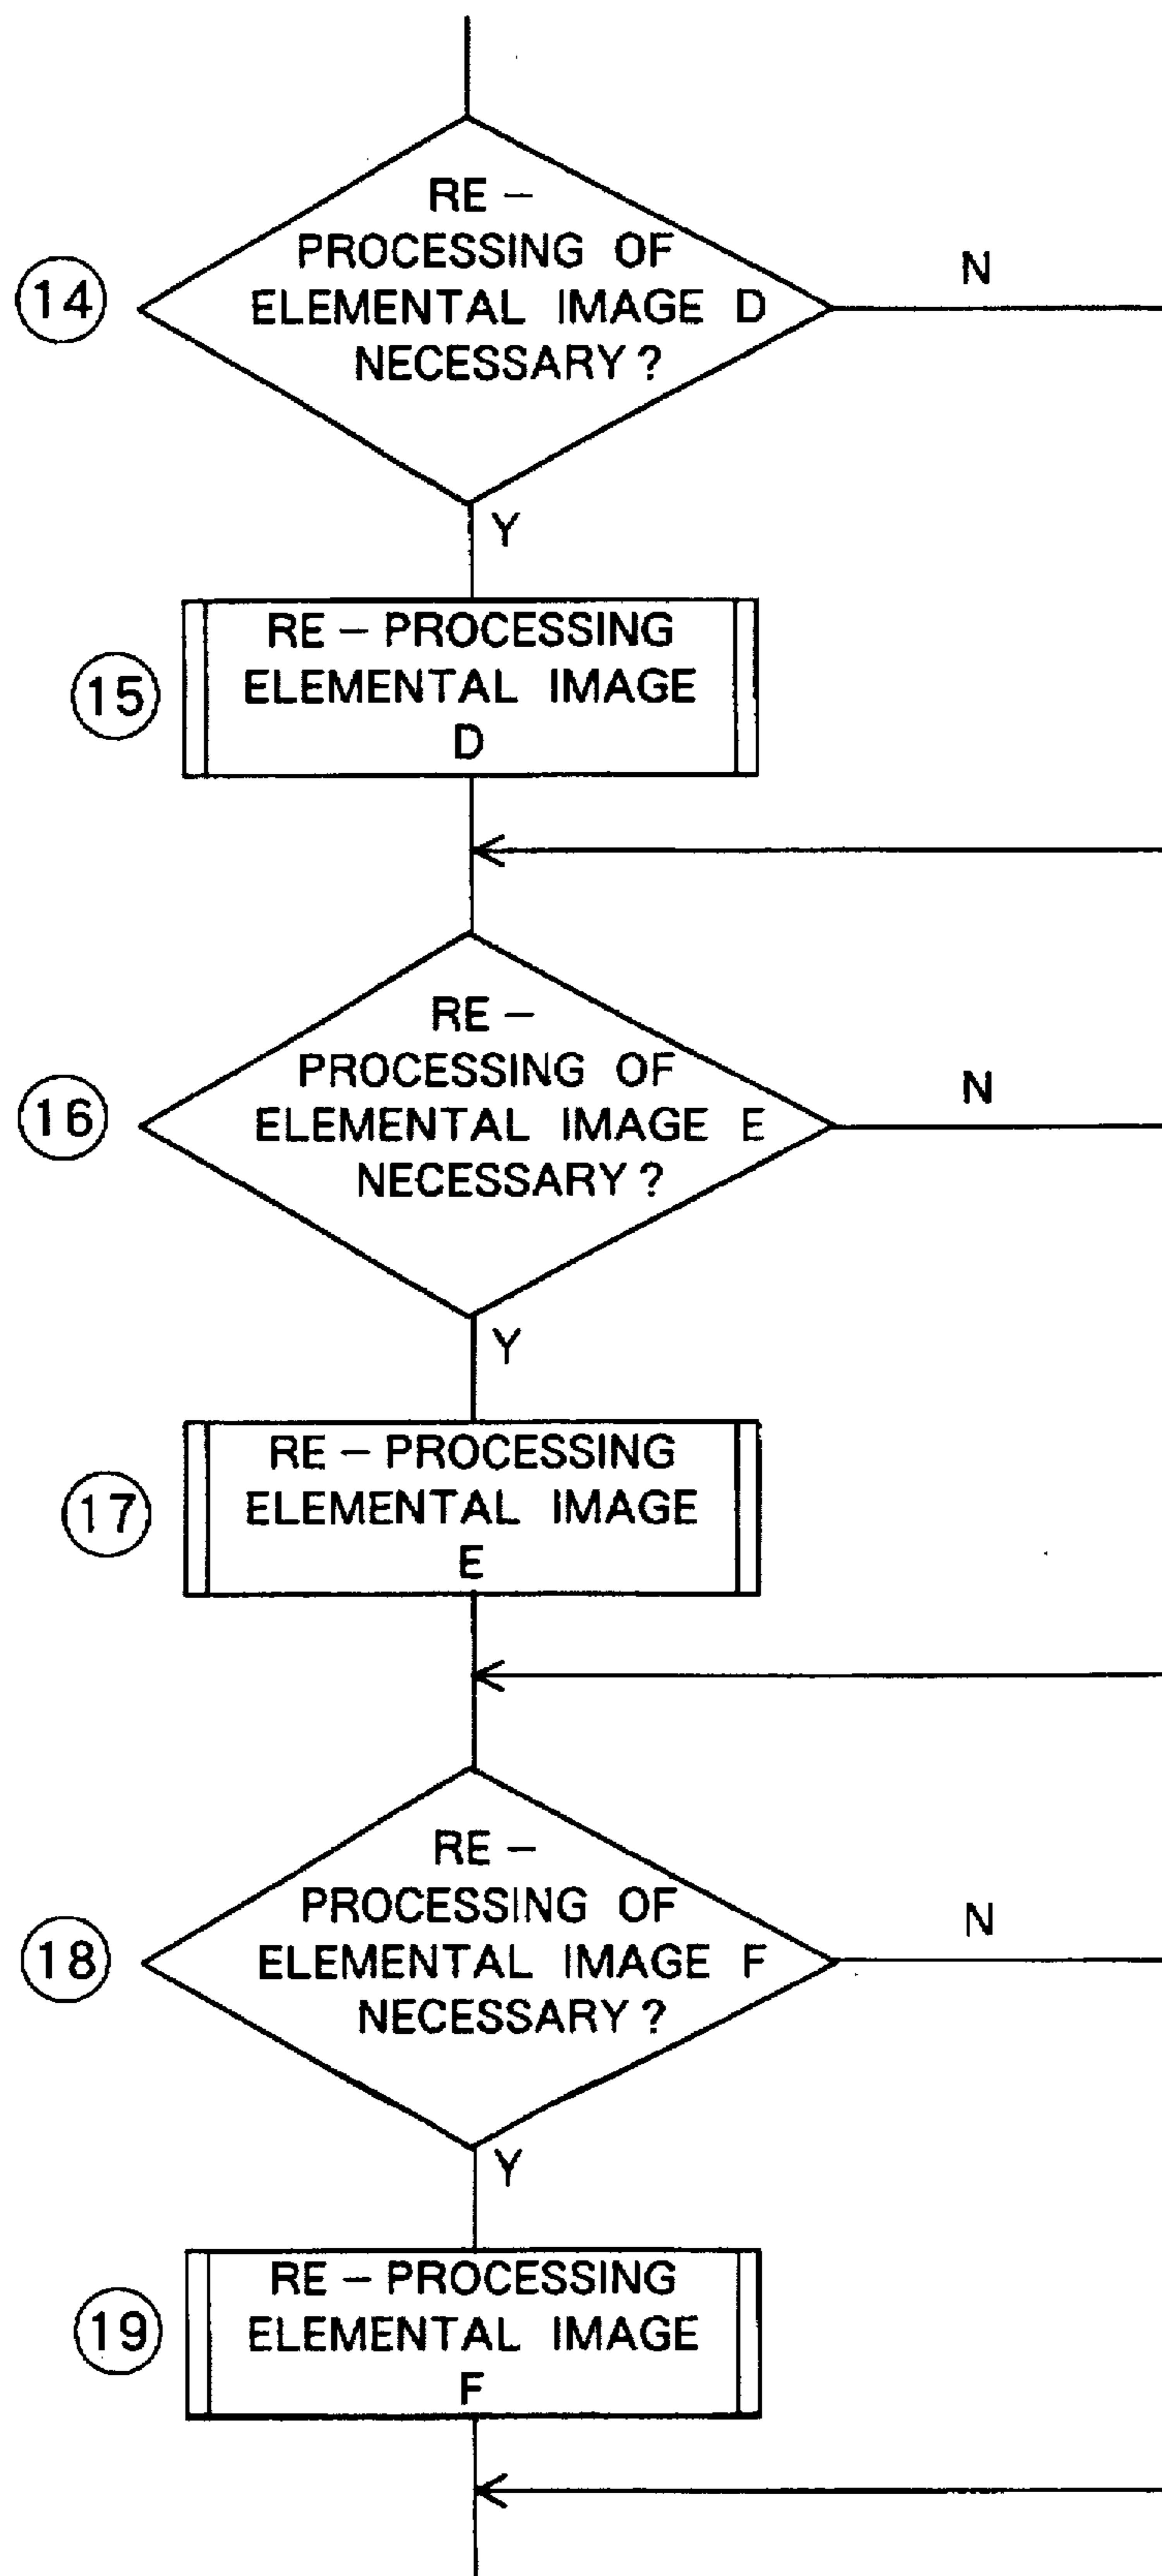 RE –
PROCESSING OF
ELEMENTAL IMAGE D
NECESSARY?
14
N
Y
RE – PROCESSING
ELEMENTAL IMAGE
D
15
RE –
PROCESSING OF
ELEMENTAL IMAGE E
NECESSARY?
16
N
Y
RE – PROCESSING
ELEMENTAL IMAGE
E
17
RE –
PROCESSING OF
ELEMENTAL IMAGE F
NECESSARY?
18
N
Y
RE – PROCESSING
ELEMENTAL IMAGE
F
19